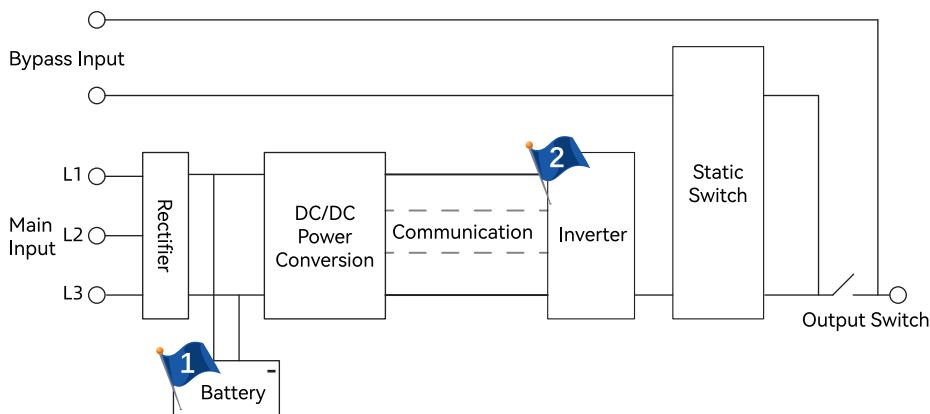 Bypass Input
L1
L2
L3
Main
Input
Rectifier
DC/DC
Power
Conversion
Communication
2
Inverter
Static
Switch
Output Switch
1
Battery
-